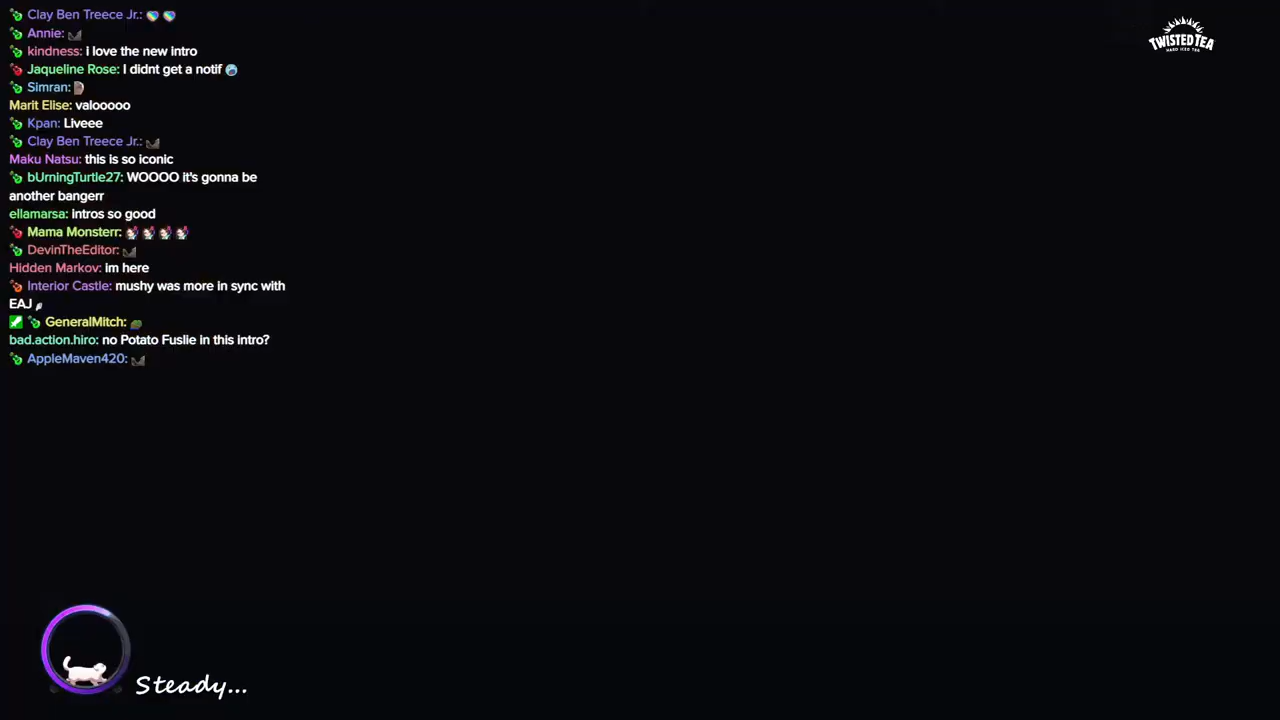 Clay Ben Treece Jr.:
TWISTED TEA
HARD ICED TEA
Annie:
kindness: i love the new intro
Jaqueline Rose: I didnt get a notif
Simran:
Marit Elise: valooooo
Kpan: Liveee
Clay Ben Treece Jr.:
Maku Natsu: this is so iconic
bUrningTurtle27: WOOOO it's gonna be
another bangerr
ellamarsa: intros so good
Mama Monsterr:
DevinTheEditor:
Hidden Markov: im here
Interior Castle: mushy was more in sync with
EAJ
GeneralMitch:
bad.action.hiro: no Potato Fuslie in this intro?
AppleMaven420:
Steady...